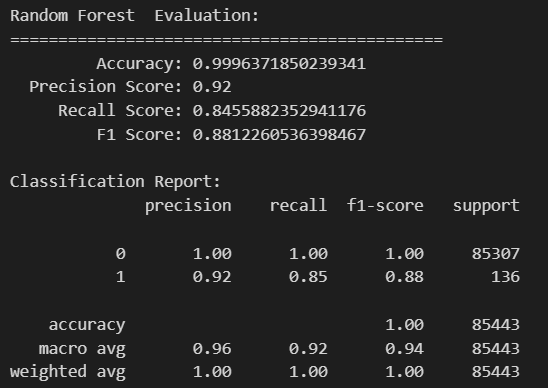 Random Forest  Evaluation:
=============================================
Accuracy: 0.9996371850239341
Precision Score: 0.92
Recall Score: 0.8455882352941176
F1 Score: 0.8812260536398467
Classification Report:
precision    recall  f1-score   support
0       1.00      1.00      1.00     85307
1       0.92      0.85      0.88       136
accuracy                           1.00     85443
macro avg       0.96      0.92      0.94     85443
weighted avg       1.00      1.00      1.00     85443